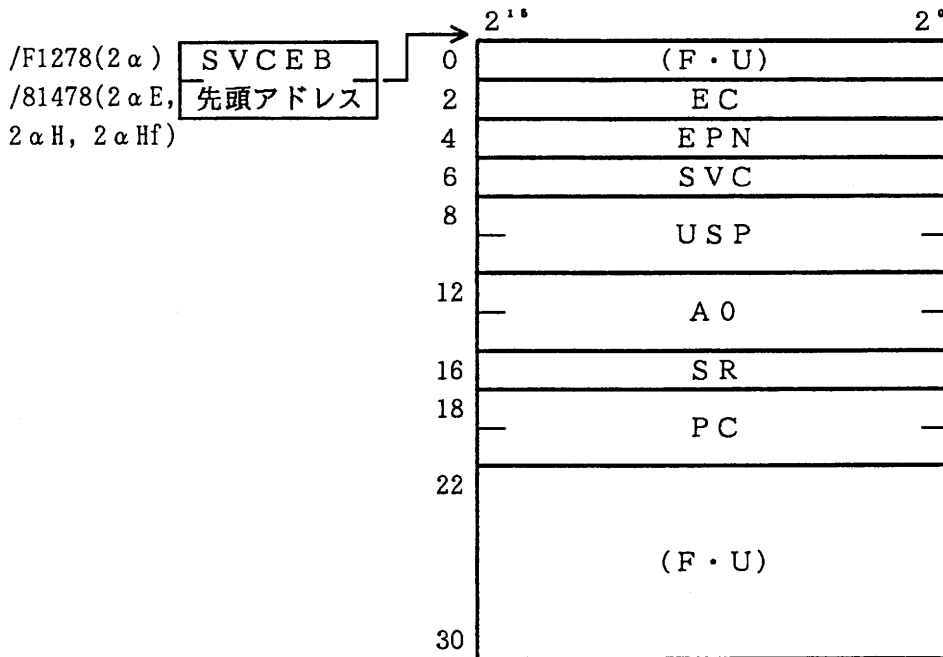 2¹⁵ 2⁰
/F1278(2α) SVCEB
/81478(2αE, 先頭アドレス
2αH, 2αHf)
0 (F・U)
2 EC
4 EPN
6 SVC
8 USP
12 A0
16 SR
18 PC
22 (F・U)
30